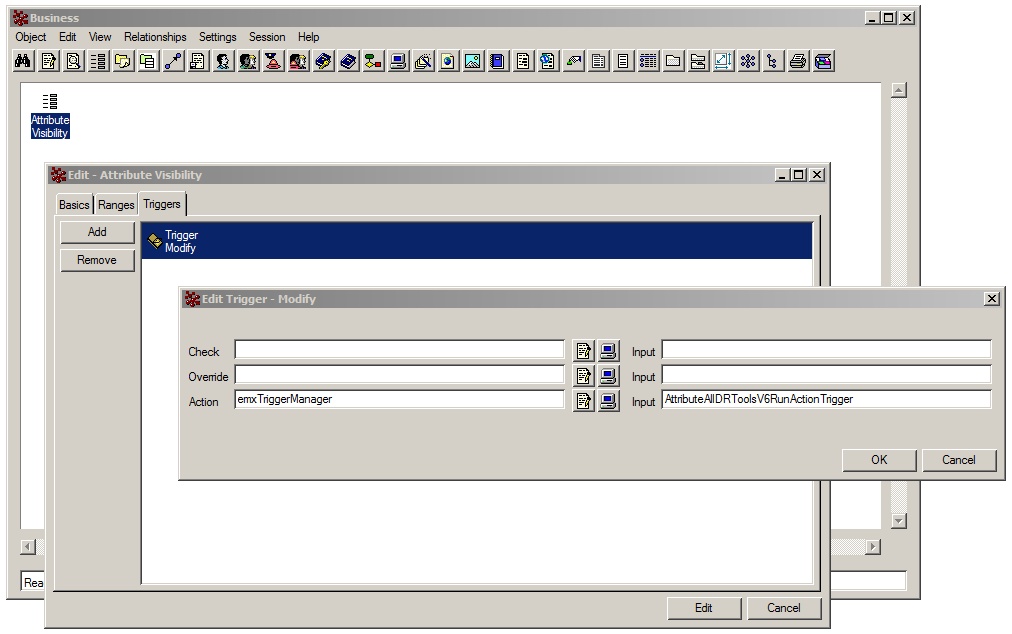 Business
Object Edit View Relationships Settings Session Help
Attribute
Visibility
Edit - Attribute Visibility
Basics Ranges Triggers
Add
Remove
Trigger
Modify
Edit Trigger - Modify
Check Input
Override Input
Action emxTriggerManager Input AttributeAllDRToolsV6RunActionTrigger
OK Cancel
Rea
Edit Cancel